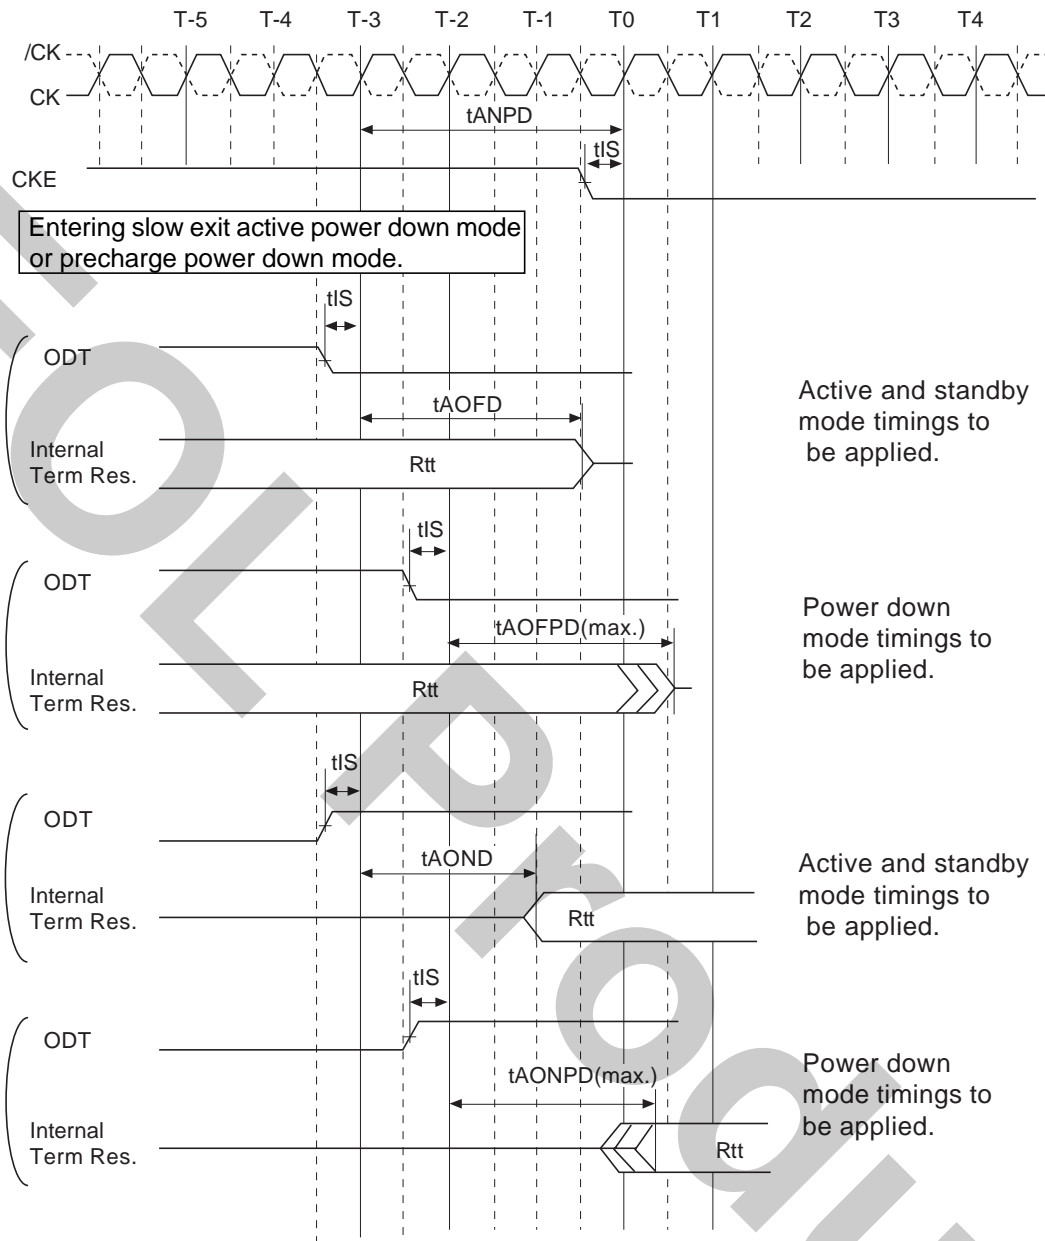 T-5 T-4 T-3 T-2 T-1 T0 T1 T2 T3 T4
/CK
CK
tANPD
tIS
CKE
Entering slow exit active power down mode
or precharge power down mode.
tIS
ODT
tAOFD
Internal
Term Res.
Rtt
Active and standby
mode timings to
be applied.
tIS
ODT
tAOFPD(max.)
Internal
Term Res.
Rtt
Power down
mode timings to
be applied.
tIS
ODT
tAOND
Internal
Term Res.
Rtt
Active and standby
mode timings to
be applied.
tIS
ODT
tAONPD(max.)
Internal
Term Res.
Rtt
Power down
mode timings to
be applied.